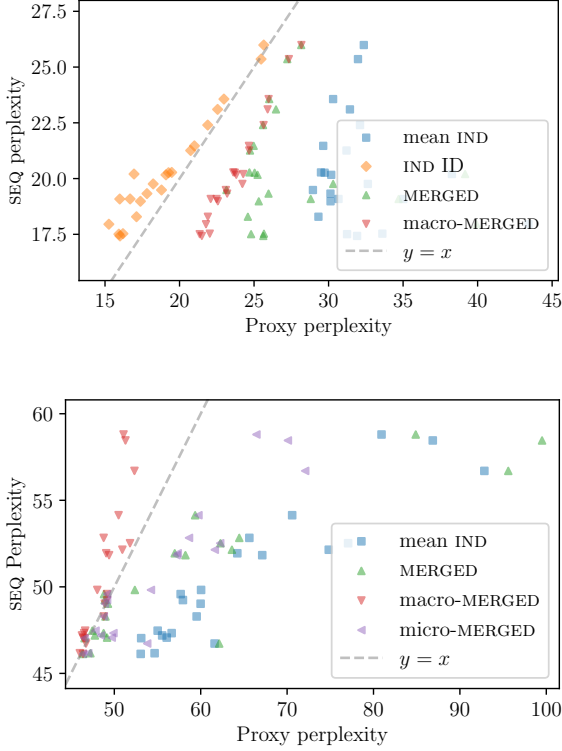 27.5
25.0
22.5
20.0
17.5
SEQ perplexity
mean IND
IND ID
MERGED
macro-MERGED
y = x
15 20 25 30 35 40 45
Proxy perplexity
60
55
50
45
SEQ Perplexity
mean IND
MERGED
macro-MERGED
micro-MERGED
y = x
50 60 70 80 90 100
Proxy perplexity